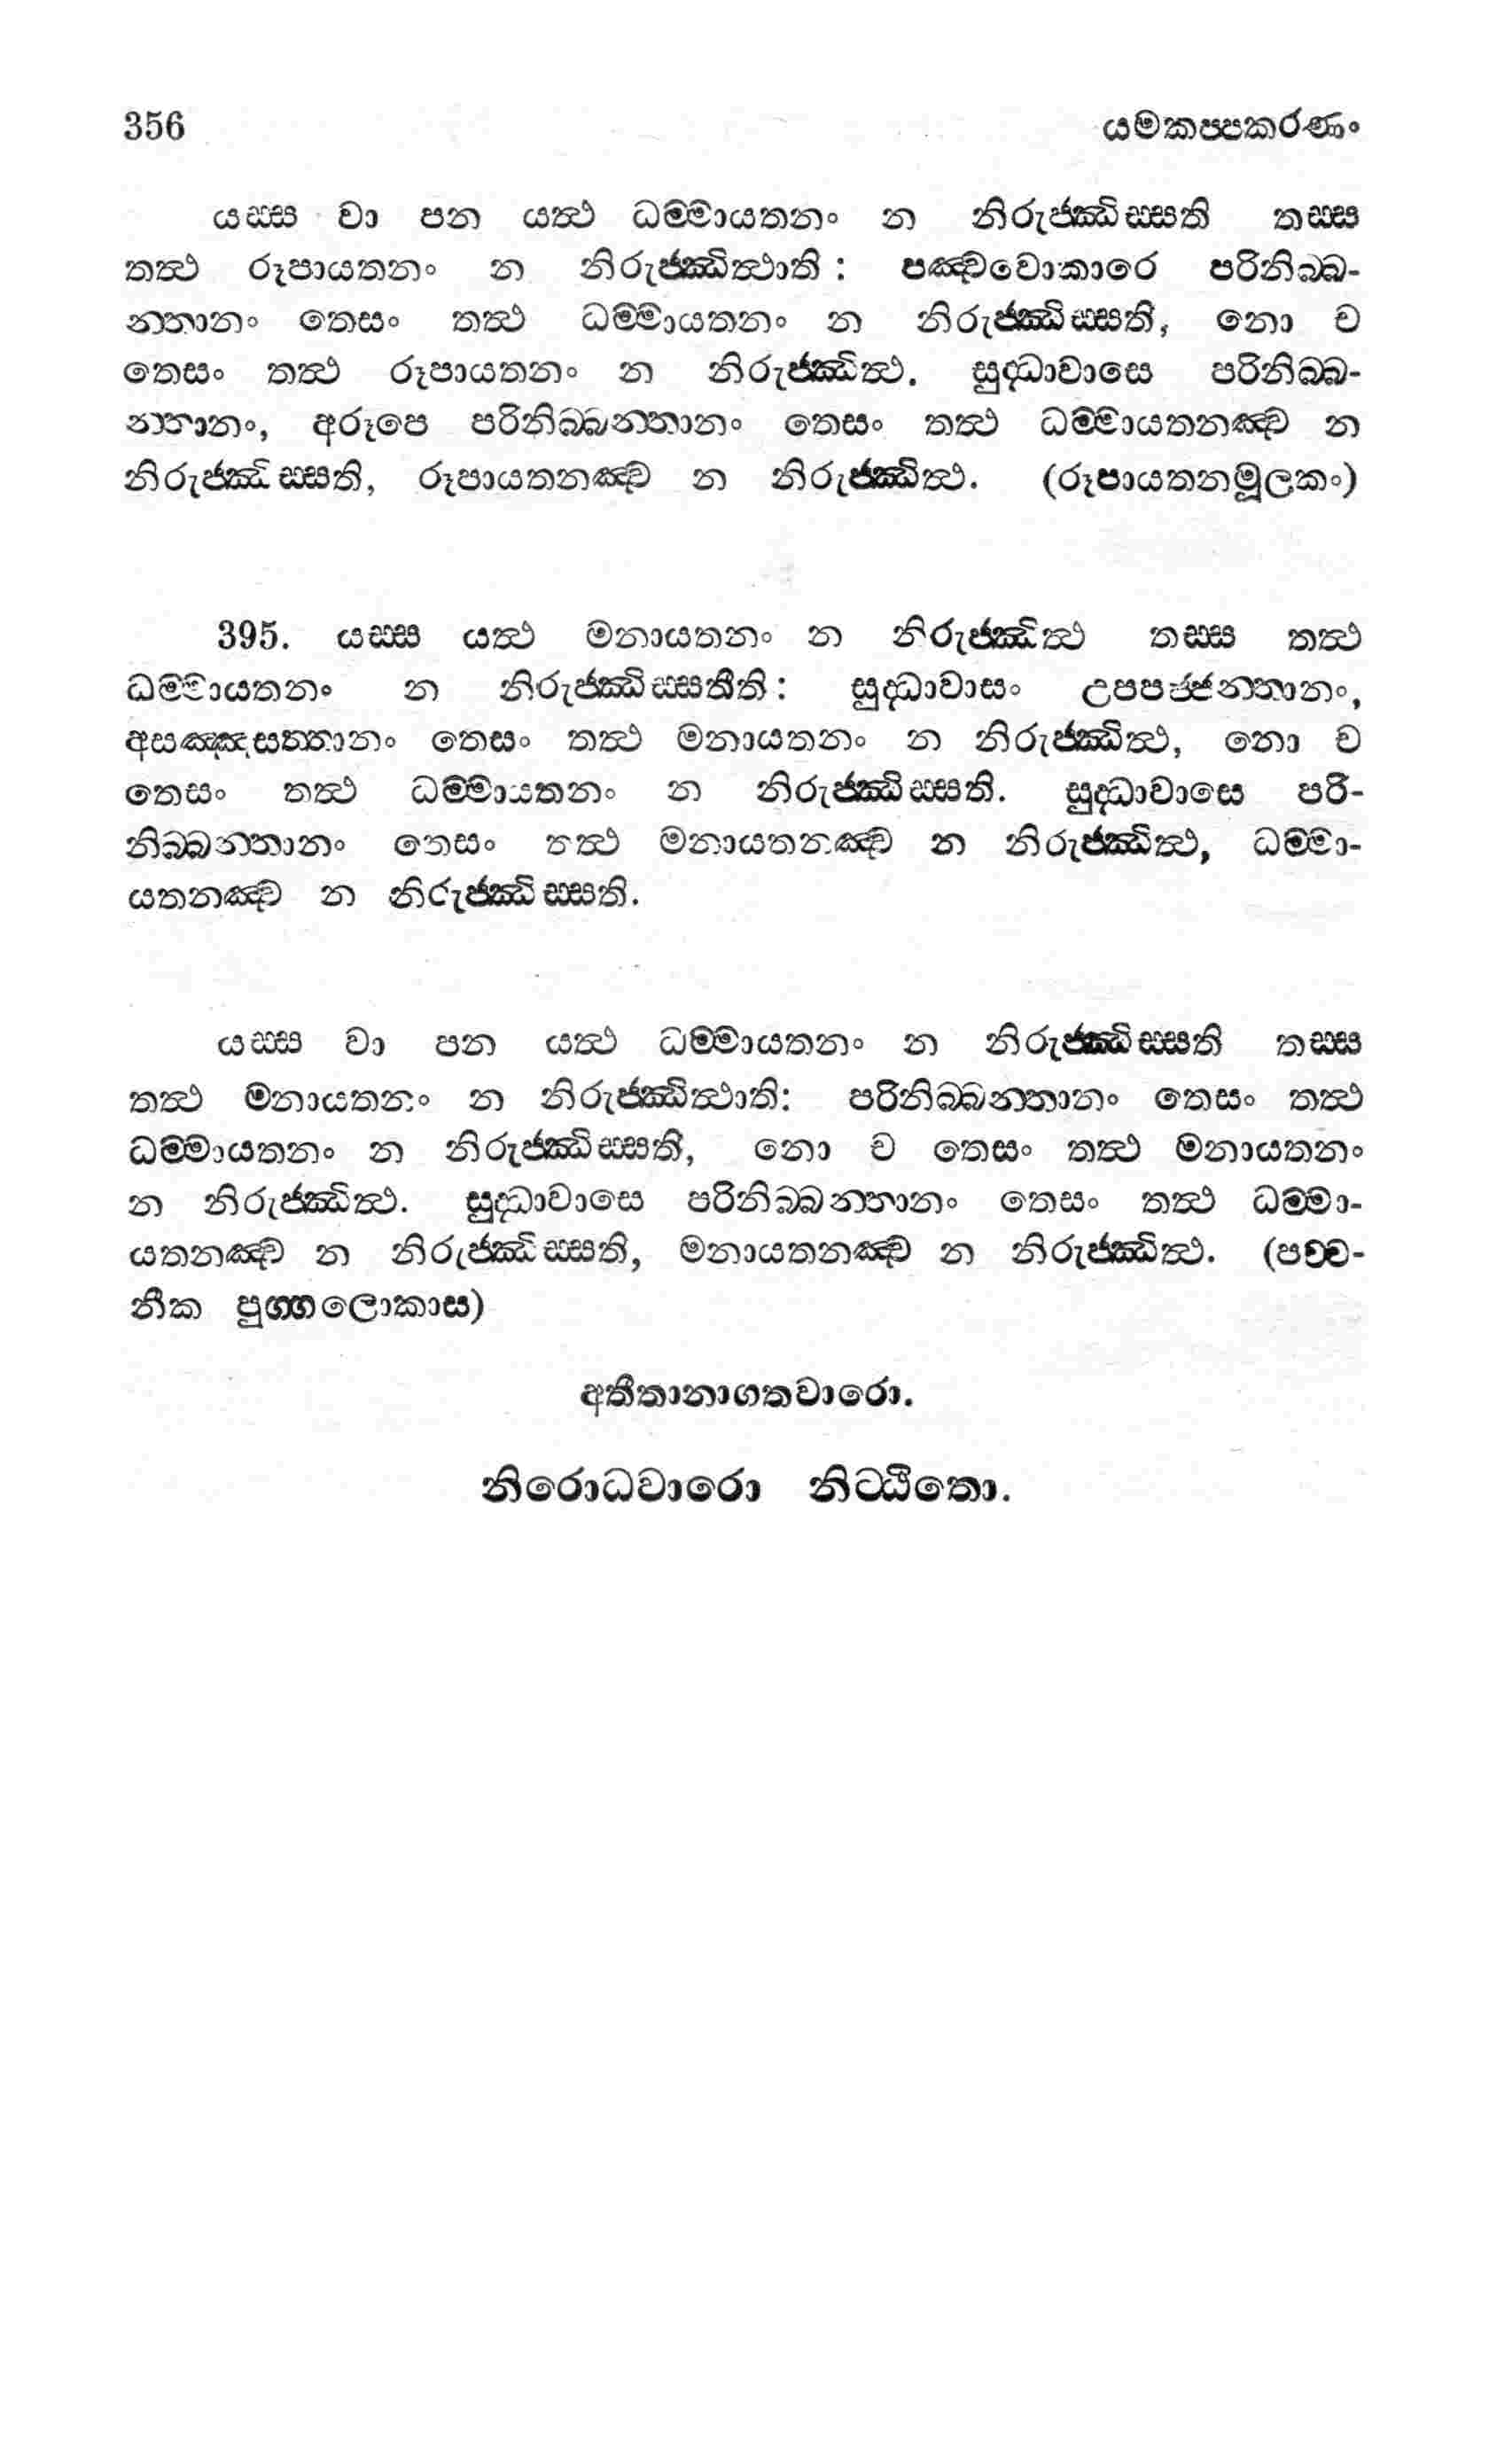 356 යමකප්පකරණං
යස්ස වා පන යත්ථ ධම්මායතනං න නිරුජ්ඣිස්සති තස්ස
තත්ථ රූපායතනං න නිරුජ්ඣිත්ථාති : පඤ්චවොකාරෙ පරිනිබ්බ-
න්තානං තෙසං තත්ථ ධම්මායතනං න නිරුජ්ඣිස්සති, නො ච
තෙසං තත්ථ රූපායතනං න නිරුජ්ඣිත්ථ. සුද්ධාවාසෙ පරිනිබ්බ-
න්තානං, අරූපෙ පරිනිබ්බන්තානං තෙසං තත්ථ ධම්මායතනඤ්ච න
නිරුජ්ඣිස්සති, රූපායතනඤ්ච න නිරුජ්ඣිත්ථ. (රූපායතනමූලකං)
395. යස්ස යත්ථ මනායතනං න නිරුජ්ඣිත්ථ තස්ස තත්ථ
ධම්මායතනං න නිරුජ්ඣිස්සතීති: සුද්ධාවාසං උපපජ්ජන්තානං,
අසඤ්ඤසත්තානං තෙසං තත්ථ මනායතනං න නිරුජ්ඣිත්ථ, නො ච
තෙසං තත්ථ ධම්මායතනං න නිරුජ්ඣිස්සති. සුද්ධාවාසෙ පරි-
නිබ්බන්තානං තෙසං තත්ථ මනායතනඤ්ච න නිරුජ්ඣිත්ථ, ධම්මා-
යතනඤ්ච න නිරුජ්ඣිස්සති.
යස්ස වා පන යත්ථ ධම්මායතනං න නිරුජ්ඣිස්සති තස්ස
තත්ථ මනායතනං න නිරුජ්ඣිත්ථාති: පරිනිබ්බන්තානං තෙසං තත්ථ
ධම්මායතනං න නිරුජ්ඣිස්සති, නො ච තෙසං තත්ථ මනායතනං
න නිරුජ්ඣිත්ථ. සුද්ධාවාසෙ පරිනිබ්බන්තානං තෙසං තත්ථ ධම්මා-
යතනඤ්ච න නිරුජ්ඣිස්සති, මනායතනඤ්ච න නිරුජ්ඣිත්ථ. (පච්ච-
නීක පුග්ගලොකාස)
අතීතානාගතවාරො.
නිරොධවාරො නිට්ඨිතො.